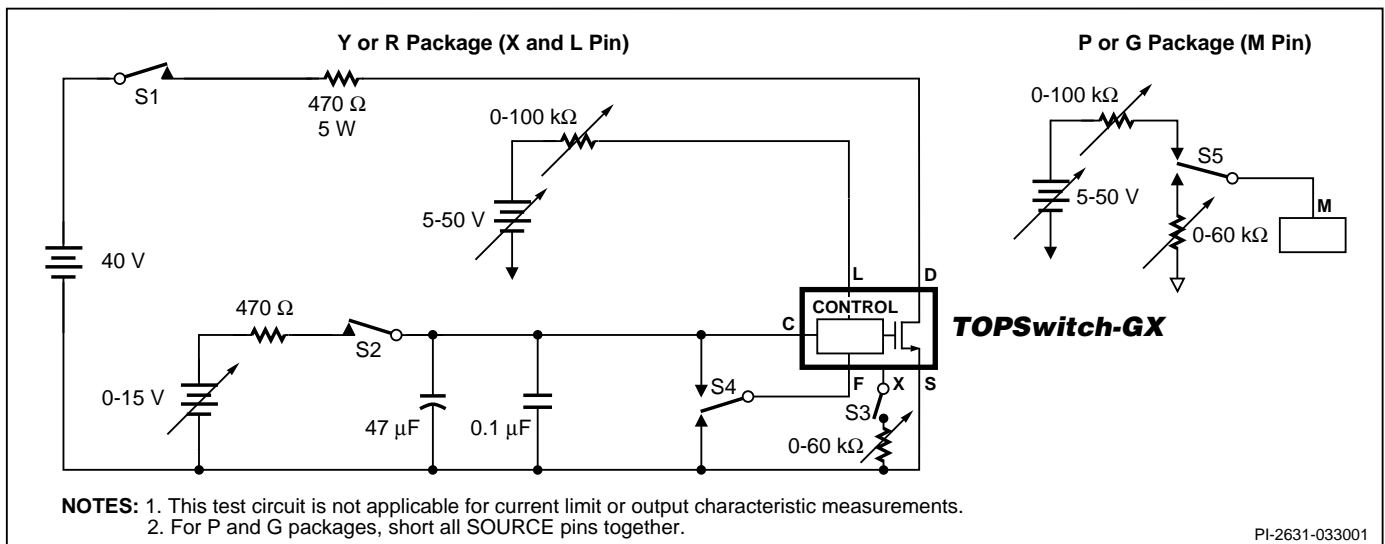 Y or R Package (X and L Pin)
P or G Package (M Pin)
S1
470 Ω
5 W
0-100 kΩ
5-50 V
40 V
470 Ω
S2
0-15 V
47 µF
0.1 µF
S4
L
D
CONTROL
C
TOPSwitch-GX
F
X
S
S3
0-60 kΩ
0-100 kΩ
S5
5-50 V
M
0-60 kΩ
NOTES: 1. This test circuit is not applicable for current limit or output characteristic measurements.
2. For P and G packages, short all SOURCE pins together.
PI-2631-033001